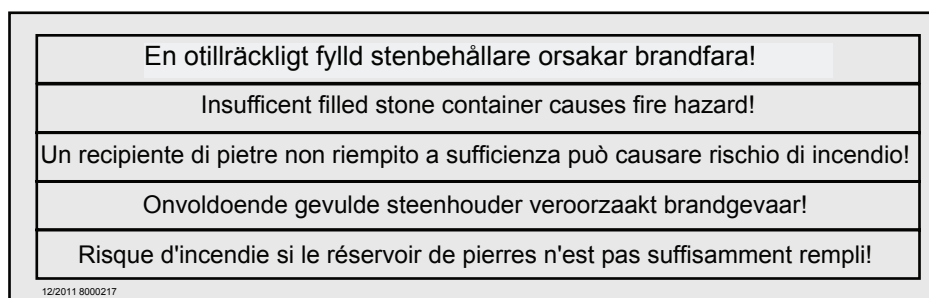 En otillräckligt fylld stenbehållare orsakar brandfara!
Insufficent filled stone container causes fire hazard!
Un recipiente di pietre non riempito a sufficienza può causare rischio di incendio!
Onvoldoende gevulde steenhouder veroorzaakt brandgevaar!
Risque d'incendie si le réservoir de pierres n'est pas suffisamment rempli!
12/2011 8000217